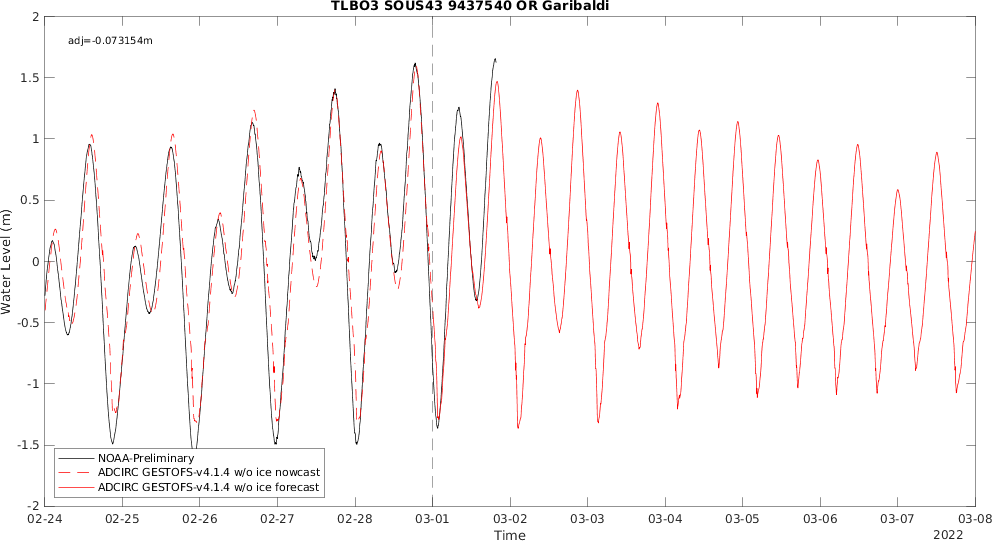 TLBO3 SOUS43 9437540 OR Garibaldi
adj=-0.073154m
2
1.5
1
0.5
0
-0.5
-1
-1.5
-2
Water Level (m)
NOAA-Preliminary
ADCIRC GESTOFS-v4.1.4 w/o ice nowcast
ADCIRC GESTOFS-v4.1.4 w/o ice forecast
02-24 02-25 02-26 02-27 02-28 03-01 03-02 03-03 03-04 03-05 03-06 03-07 03-08
Time
2022